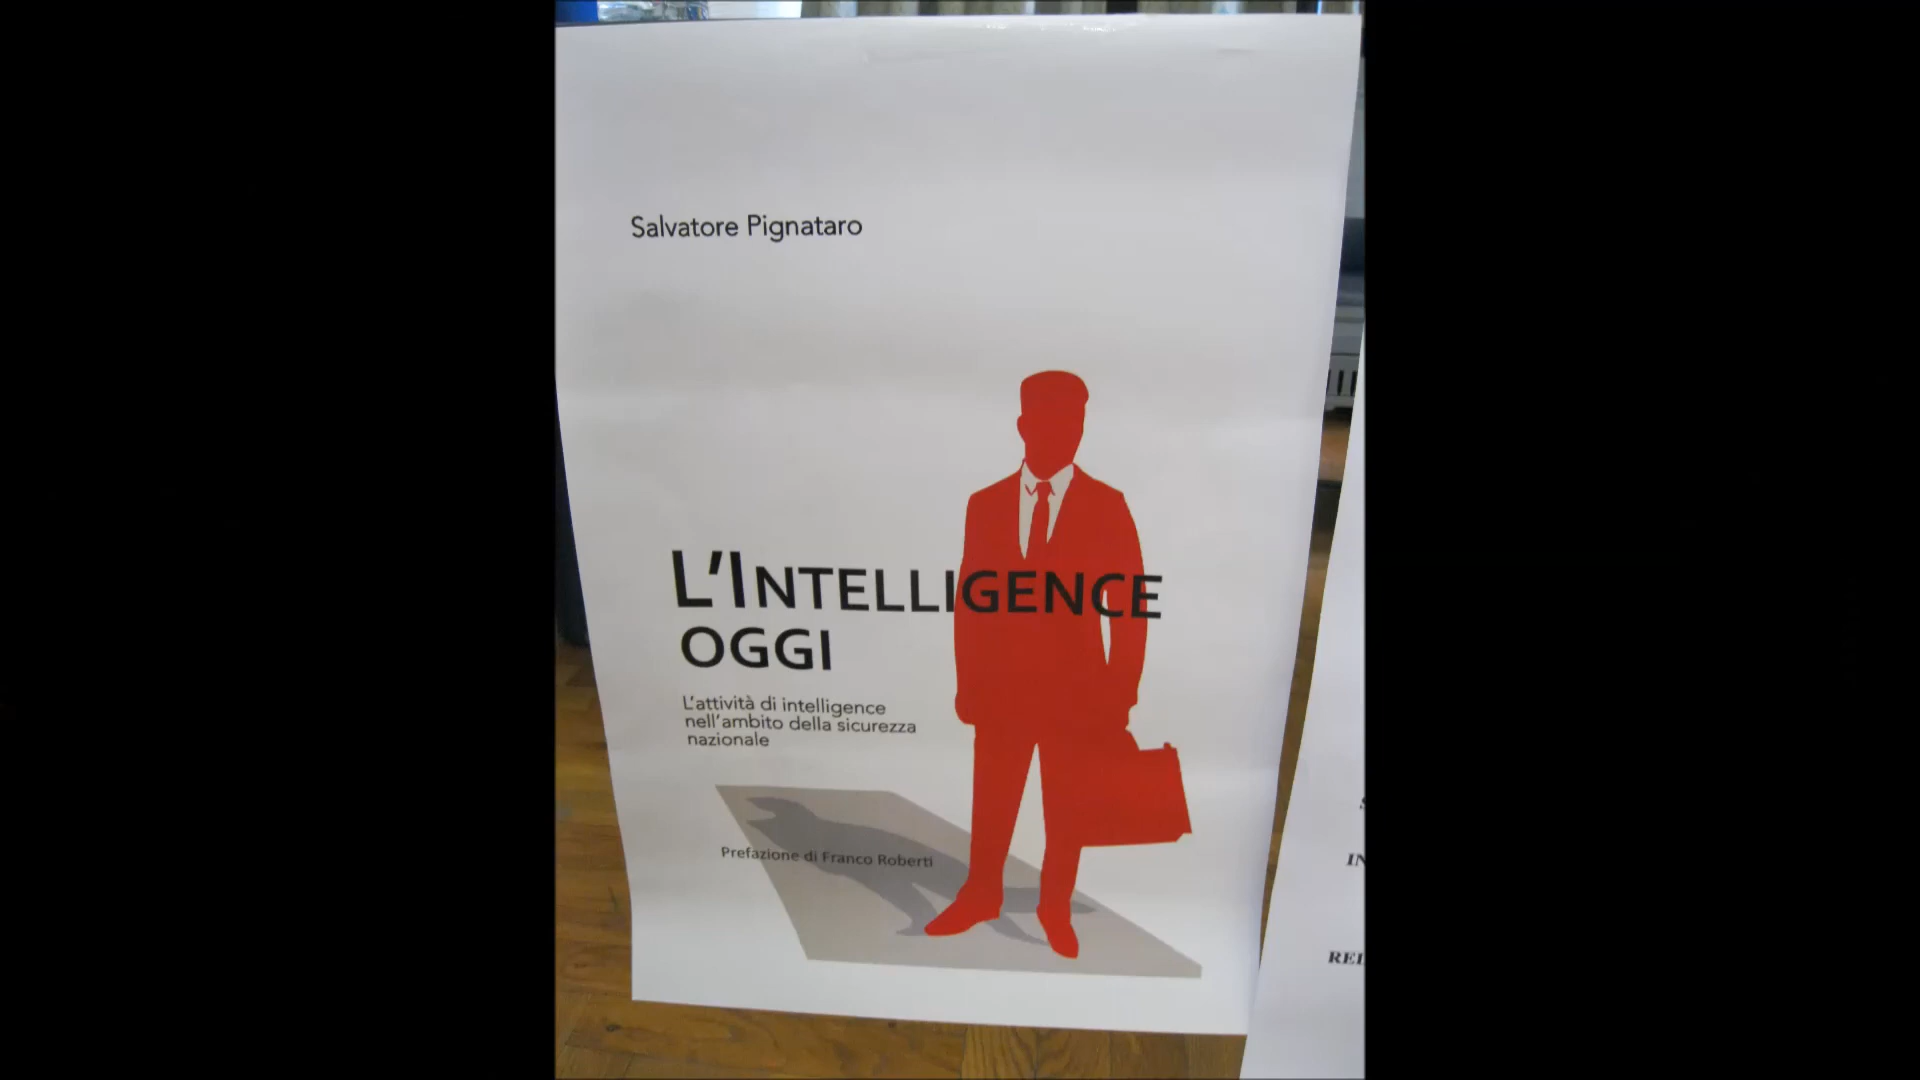 Salvatore Pignataro
L'INTELLIGENCE
OGGI
L'attività di intelligence
nell'ambito della sicurezza
nazionale
Prefazione di Franco Roberti